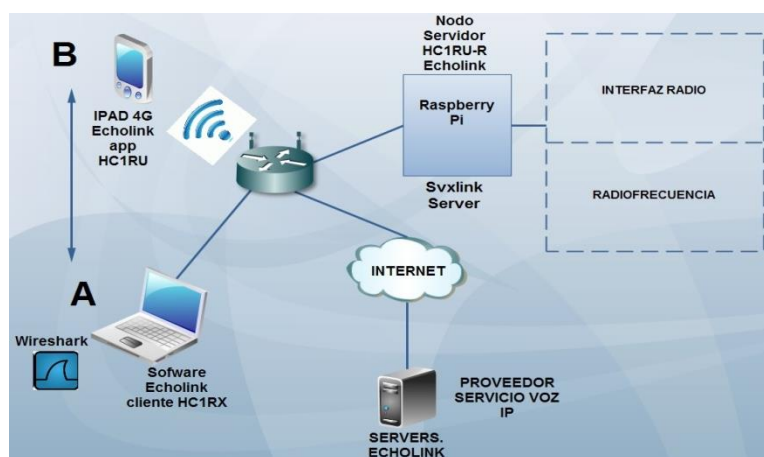 B
IPAD 4G
Echolink
app
HC1RU
Nodo
Servidor
HC1RU-R
Echolink
Raspberry
Pi
Svxlink
Server
INTERFAZ RADIO
RADIOFRECUENCIA
INTERNET
A
Wireshark
Sofware
Echolink
cliente HC1RX
SERVERS.
ECHOLINK
PROVEEDOR
SERVICIO VOZ
IP